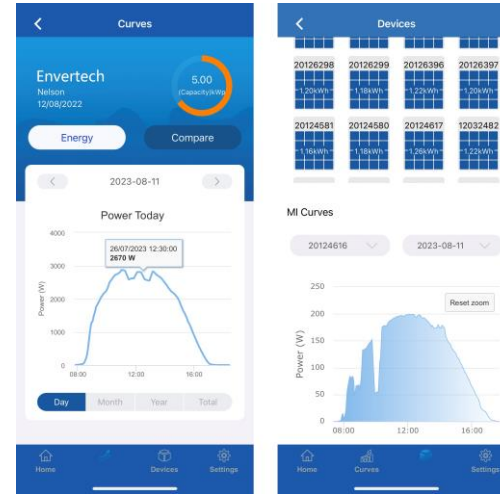 Curves
Envertech
Nelson
12/08/2022
5.00
(Capacity)kWp
Energy
Compare
2023-08-11
Power Today
4000
3000
2000
1000
0
Power (W)
26/07/2023 12:30:00
2670 W
08:00
12:00
16:00
Day
Month
Year
Total
Home
Devices
Settings
Devices
20126298
20126299
20126396
20126397
1.20kWh
1.18kWh
1.22kWh
1.20kWh
20124581
20124580
20124617
12032482
1.16kWh
1.18kWh
1.26kWh
1.22kWh
MI Curves
20124616
2023-08-11
Reset zoom
250
200
150
100
50
0
Power (W)
08:00
12:00
16:00
Home
Curves
Settings